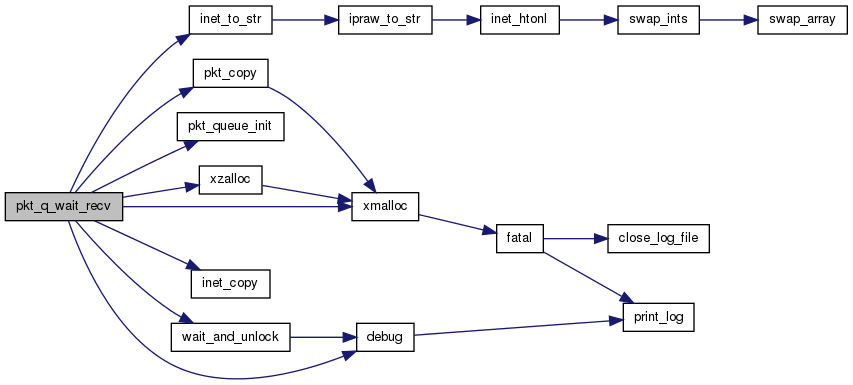 inet_to_str
ipraw_to_str
inet_htonl
swap_ints
swap_array
pkt_copy
pkt_queue_init
xzalloc
pkt_q_wait_recv
xmalloc
fatal
close_log_file
inet_copy
print_log
wait_and_unlock
debug